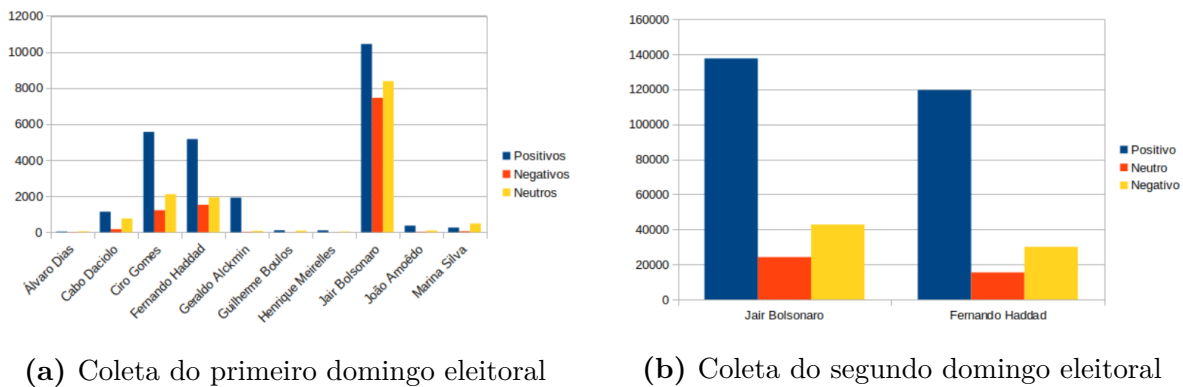 12000
10000
8000
6000
4000
2000
0
Álvaro Dias
Cabo Daciolo
Ciro Gomes
Fernando Haddad
Geraldo Alckmin
Guilherme Boulos
Henrique Meirelles
Jair Bolsonaro
João Amoêdo
Marina Silva
Positivos
Negativos
Neutros
(a) Coleta do primeiro domingo eleitoral
160000
140000
120000
100000
80000
60000
40000
20000
0
Jair Bolsonaro
Fernando Haddad
Positivo
Neutro
Negativo
(b) Coleta do segundo domingo eleitoral